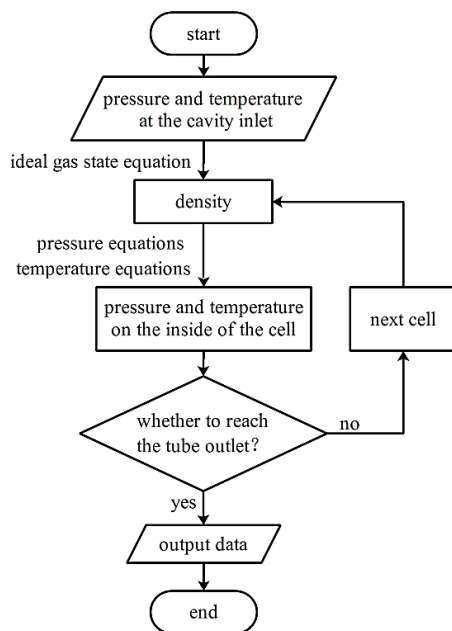 start
pressure and temperature
at the cavity inlet
ideal gas state equation
density
pressure equations
temperature equations
pressure and temperature
on the inside of the cell
next cell
whether to reach
the tube outlet?
no
yes
output data
end